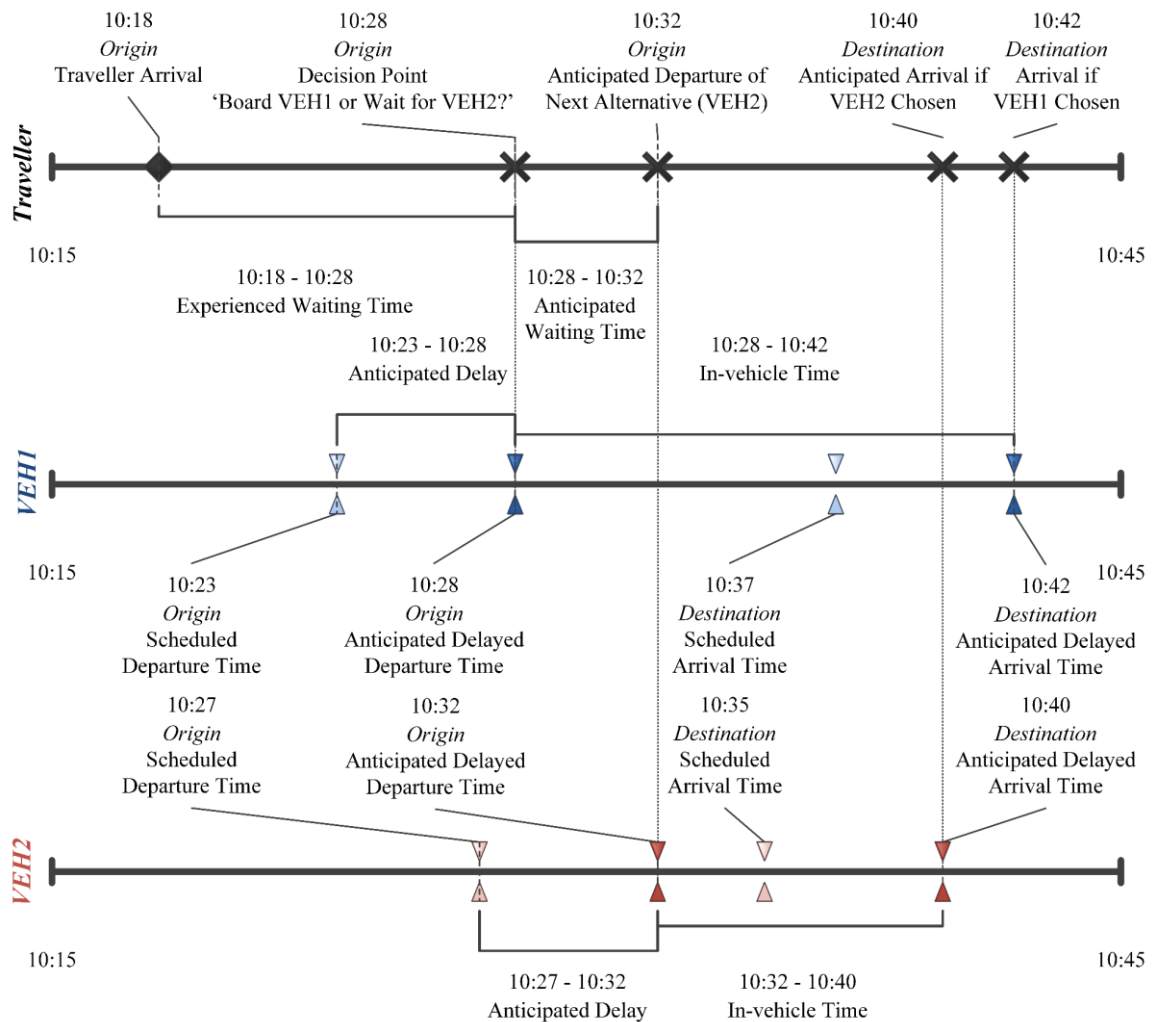 10:18
Origin
Traveller Arrival
10:28
Origin
Decision Point
'Board VEH1 or Wait for VEH2?'
10:32
Origin
Anticipated Departure of
Next Alternative (VEH2)
10:40
Destination
Anticipated Arrival if
VEH2 Chosen
10:42
Destination
Arrival if
VEH1 Chosen
Traveller
10:15
10:45
10:18 - 10:28
Experienced Waiting Time
10:28 - 10:32
Anticipated
Waiting Time
10:23 - 10:28
Anticipated Delay
10:28 - 10:42
In-vehicle Time
VEH1
10:15
10:45
10:23
Origin
Scheduled
Departure Time
10:28
Origin
Anticipated Delayed
Departure Time
10:37
Destination
Scheduled
Arrival Time
10:42
Destination
Anticipated Delayed
Arrival Time
10:27
Origin
Scheduled
Departure Time
10:32
Origin
Anticipated Delayed
Departure Time
10:35
Destination
Scheduled
Arrival Time
10:40
Destination
Anticipated Delayed
Arrival Time
VEH2
10:15
10:45
10:27 - 10:32
Anticipated Delay
10:32 - 10:40
In-vehicle Time